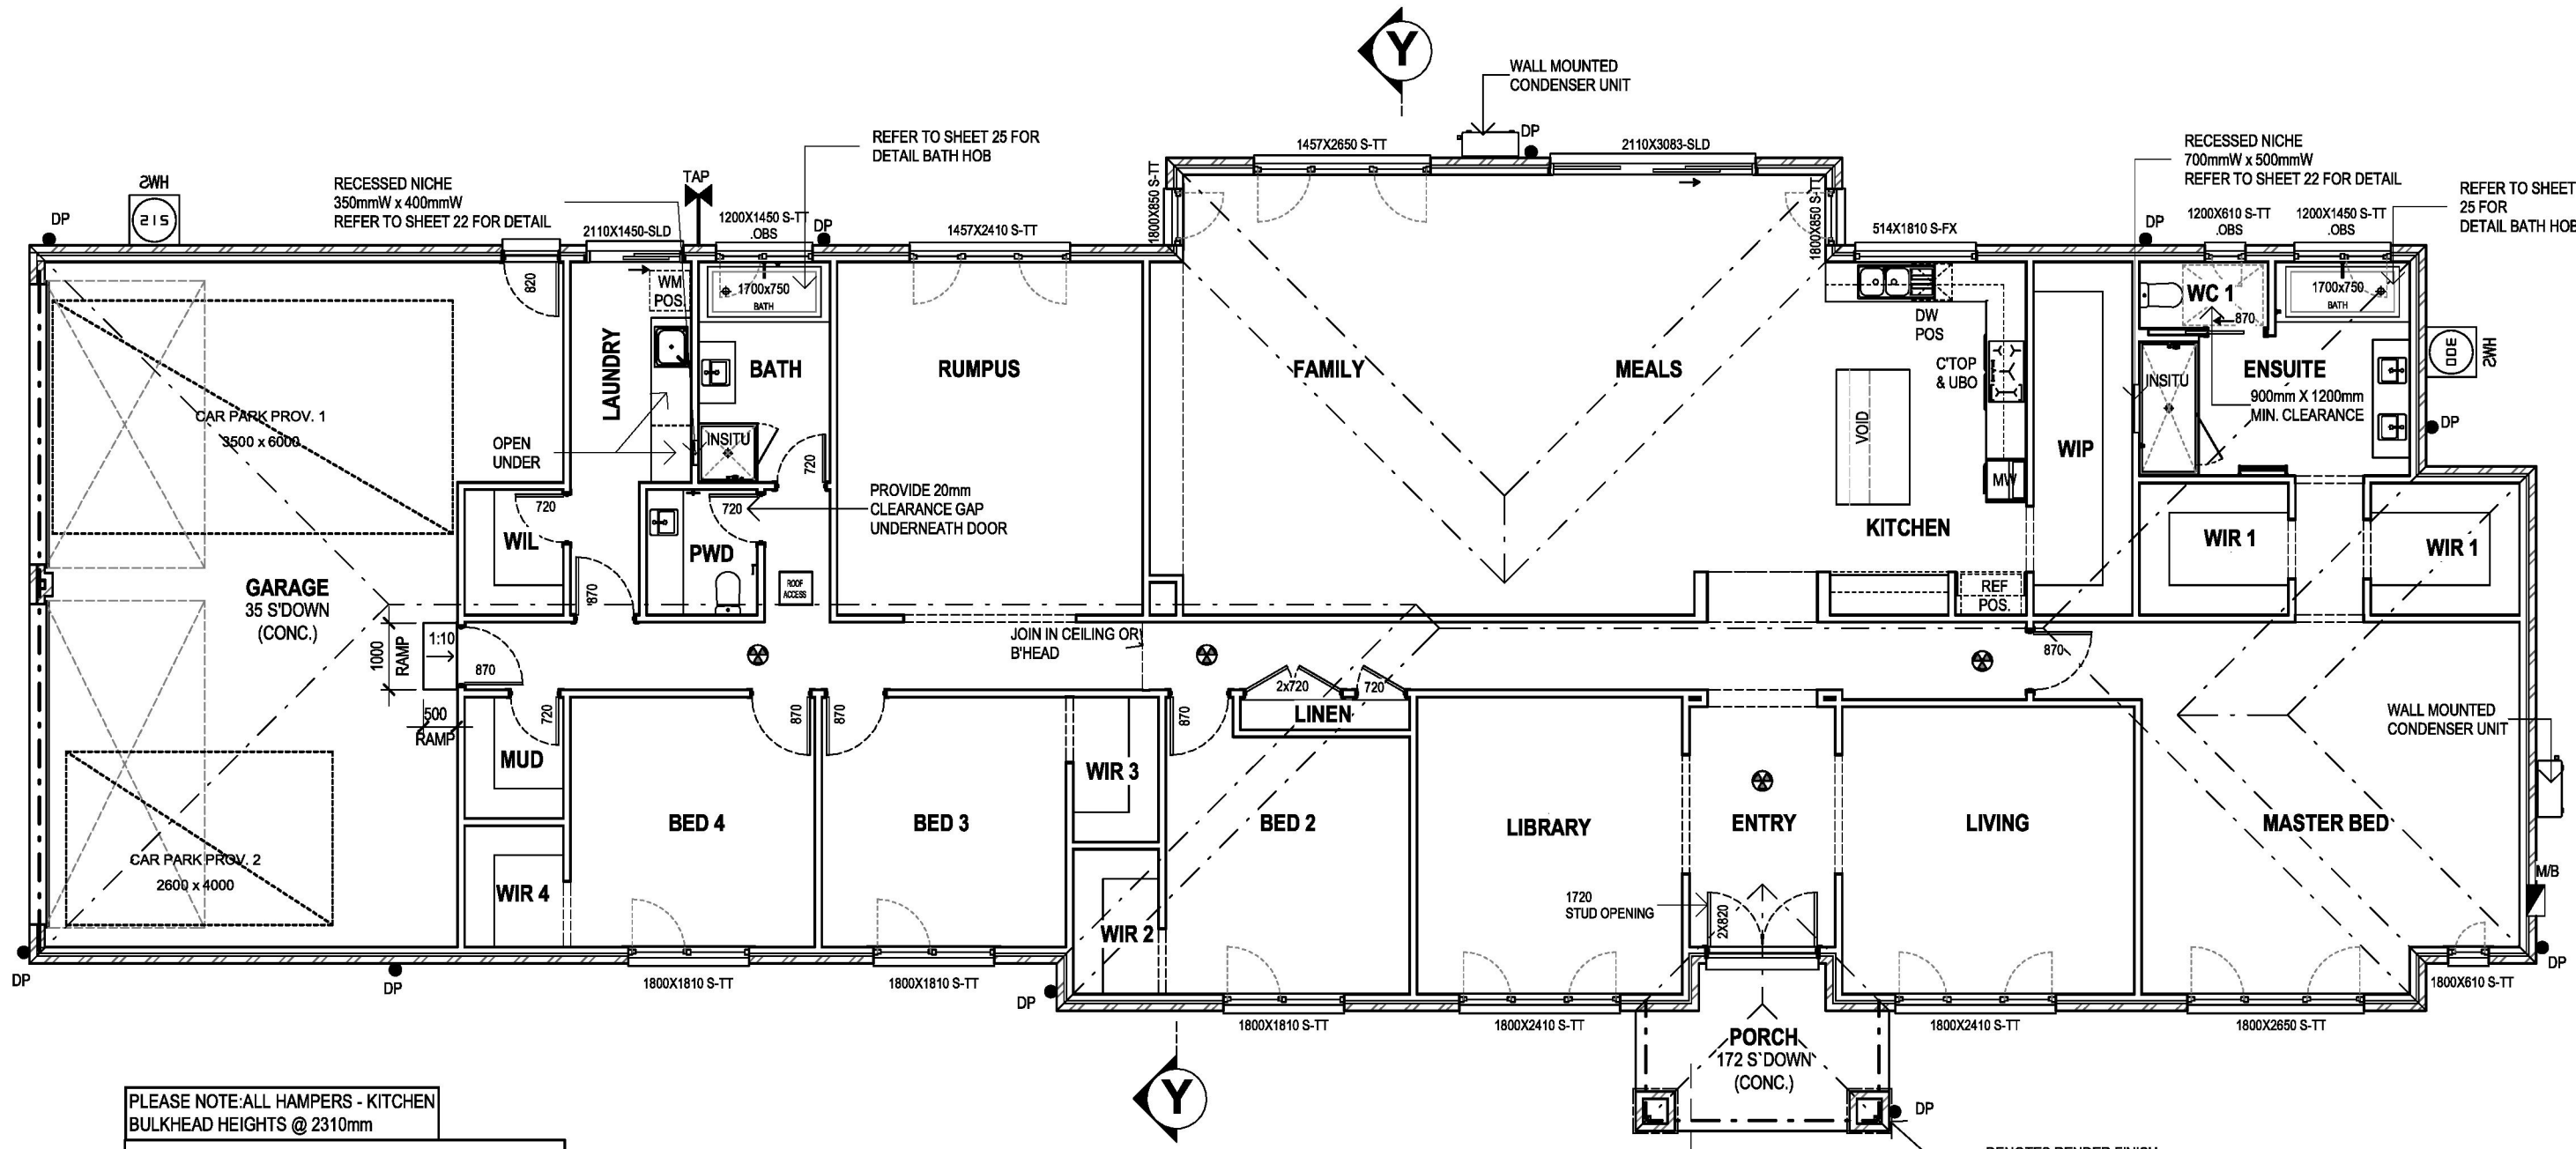 Y
WALL MOUNTED
CONDENSER UNIT
DP
1457X2650 S-TT
2110X3083-SLD
REFER TO SHEET 25 FOR
DETAIL BATH HOB
RECESSED NICHE
700mmW x 500mmW
REFER TO SHEET 22 FOR DETAIL
REFER TO SHEET
25 FOR
DETAIL BATH HOB
HWS
215
DP
RECESSED NICHE
350mmW x 400mmW
REFER TO SHEET 22 FOR DETAIL
TAP
2110X1450-SLD
1200X1450 S-TT
.OBS
DP
1457X2410 S-TT
1800X850 S-TT
1800X850 S-TT
514X1810 S-FX
DP
1200X610 S-TT
.OBS
1200X1450 S-TT
.OBS
820
WM
POS.
1700x750
BATH
LAUNDRY
BATH
RUMPUS
FAMILY
MEALS
DW
POS
C'TOP
& UBO
KITCHEN
VOID
MW
WIP
WC 1
870
1700x750
BATH
ENSUITE
INSITU
900mm X 1200mm
MIN. CLEARANCE
300
HWS
DP
CAR PARK PROV. 1
3500 x 6000
OPEN
UNDER
INSITU
720
720
WIL
720
PWD
PROVIDE 20mm
CLEARANCE GAP
UNDERNEATH DOOR
ROOF
ACCESS
870
GARAGE
35 S'DOWN
(CONC.)
WIR 1
WIR 1
REF
POS.
1000
RAMP
1:10
870
500
RAMP
JOIN IN CEILING OR
B'HEAD
870
720
MUD
870
870
870
2x720
720
LINEN
WALL MOUNTED
CONDENSER UNIT
WIR 3
BED 4
BED 3
BED 2
LIBRARY
ENTRY
LIVING
MASTER BED
CAR PARK PROV. 2
2600 x 4000
WIR 4
WIR 2
1720
STUD OPENING
2X820
M/B
DP
DP
DP
DP
1800X1810 S-TT
1800X1810 S-TT
1800X1810 S-TT
1800X2410 S-TT
1800X2410 S-TT
1800X2650 S-TT
1800X610 S-TT
PORCH
172 S'DOWN
(CONC.)
DP
Y
PLEASE NOTE:ALL HAMPERS - KITCHEN
BULKHEAD HEIGHTS @ 2310mm
DENOTES RENDER FINISH